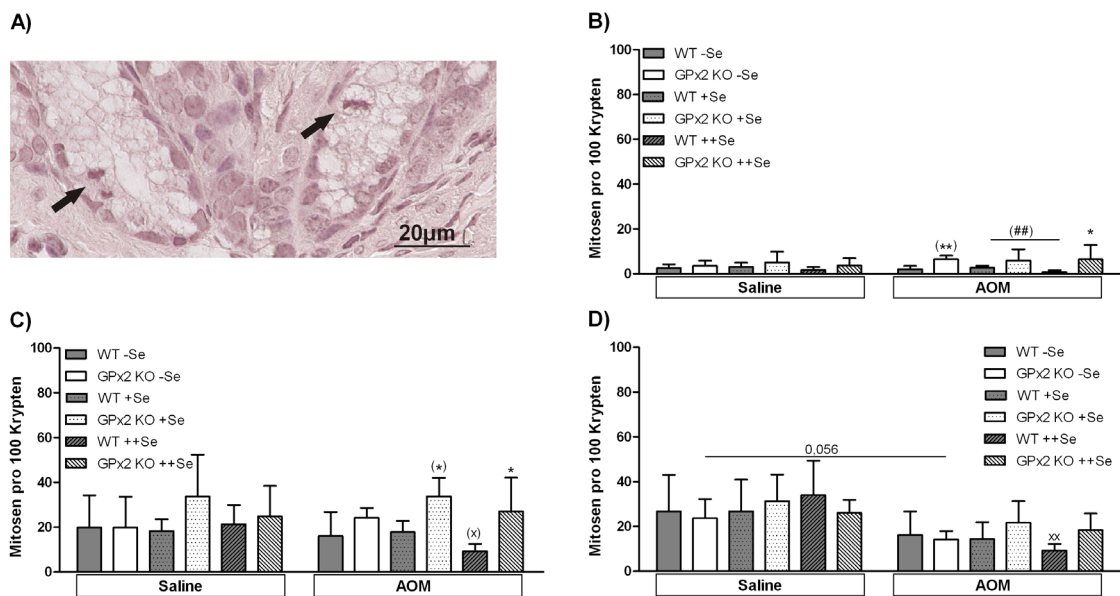 A)
20µm
B)
Mitosen pro 100 Krypten
100
80
60
40
20
0
WT -Se
GPx2 KO -Se
WT +Se
GPx2 KO +Se
WT ++Se
GPx2 KO ++Se
(**)
(##)
*
Saline
AOM
C)
Mitosen pro 100 Krypten
100
80
60
40
20
0
WT -Se
GPx2 KO -Se
WT +Se
GPx2 KO +Se
WT ++Se
GPx2 KO ++Se
(*)
(x)
*
Saline
AOM
D)
Mitosen pro 100 Krypten
100
80
60
40
20
0
WT -Se
GPx2 KO -Se
WT +Se
GPx2 KO +Se
WT ++Se
GPx2 KO ++Se
0,056
xx
Saline
AOM